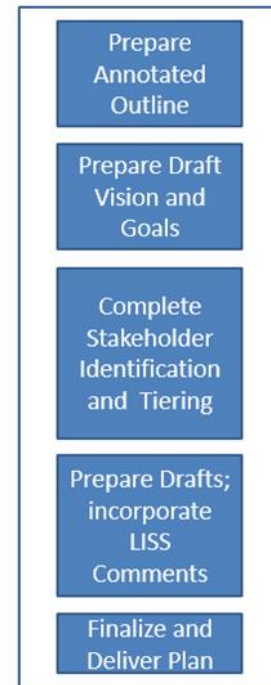 Prepare
Annotated
Outline
Prepare Draft
Vision and
Goals
Complete
Stakeholder
Identification
and Tiering
Prepare Drafts;
incorporate
LISS
Comments
Finalize and
Deliver Plan